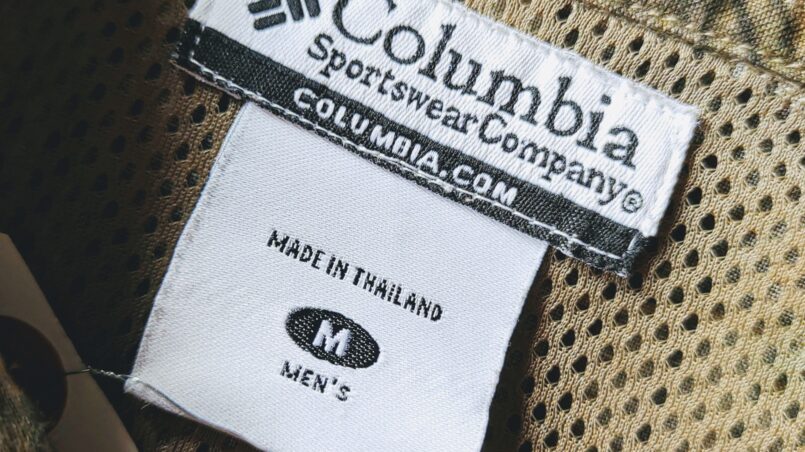 Columbia
Sportswear Company®
COLUMBIA.COM
MADE IN THAILAND
M
MEN'S